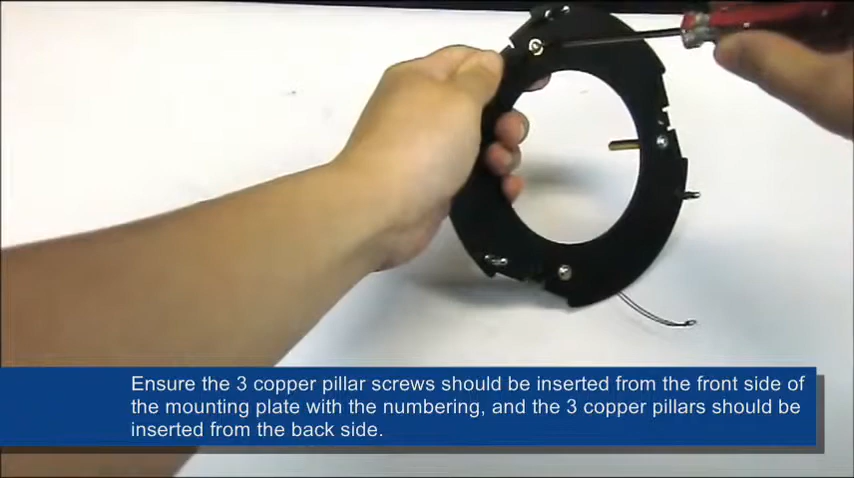 Ensure the 3 copper pillar screws should be inserted from the front side of
the mounting plate with the numbering, and the 3 copper pillars should be
inserted from the back side.